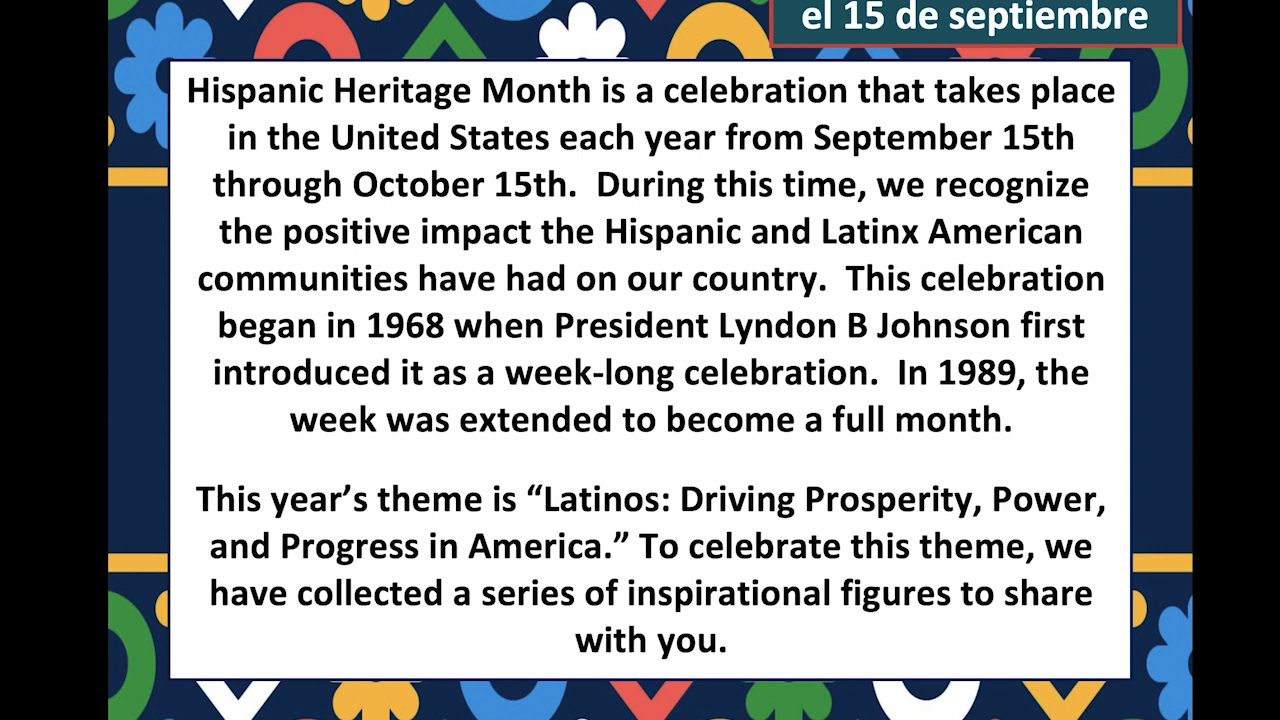 el 15 de septiembre
Hispanic Heritage Month is a celebration that takes place
in the United States each year from September 15th
through October 15th.  During this time, we recognize
the positive impact the Hispanic and Latinx American
communities have had on our country.  This celebration
began in 1968 when President Lyndon B Johnson first
introduced it as a week-long celebration.  In 1989, the
week was extended to become a full month.
This year’s theme is “Latinos: Driving Prosperity, Power,
and Progress in America.” To celebrate this theme, we
have collected a series of inspirational figures to share
with you.